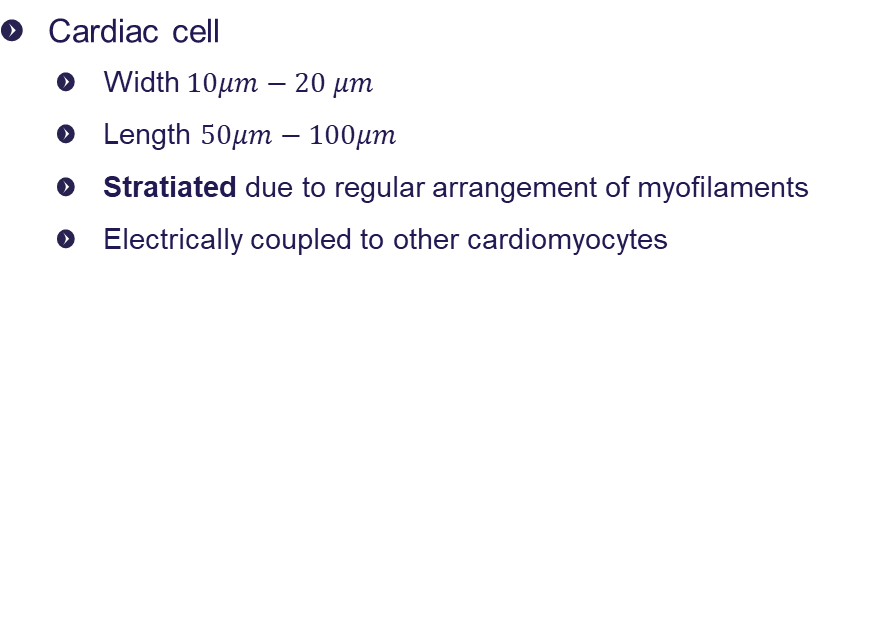 Cardiac cell
Width 10μm – 20 μm
Length 50μm – 100μm
Stratiated due to regular arrangement of myofilaments
Electrically coupled to other cardiomyocytes